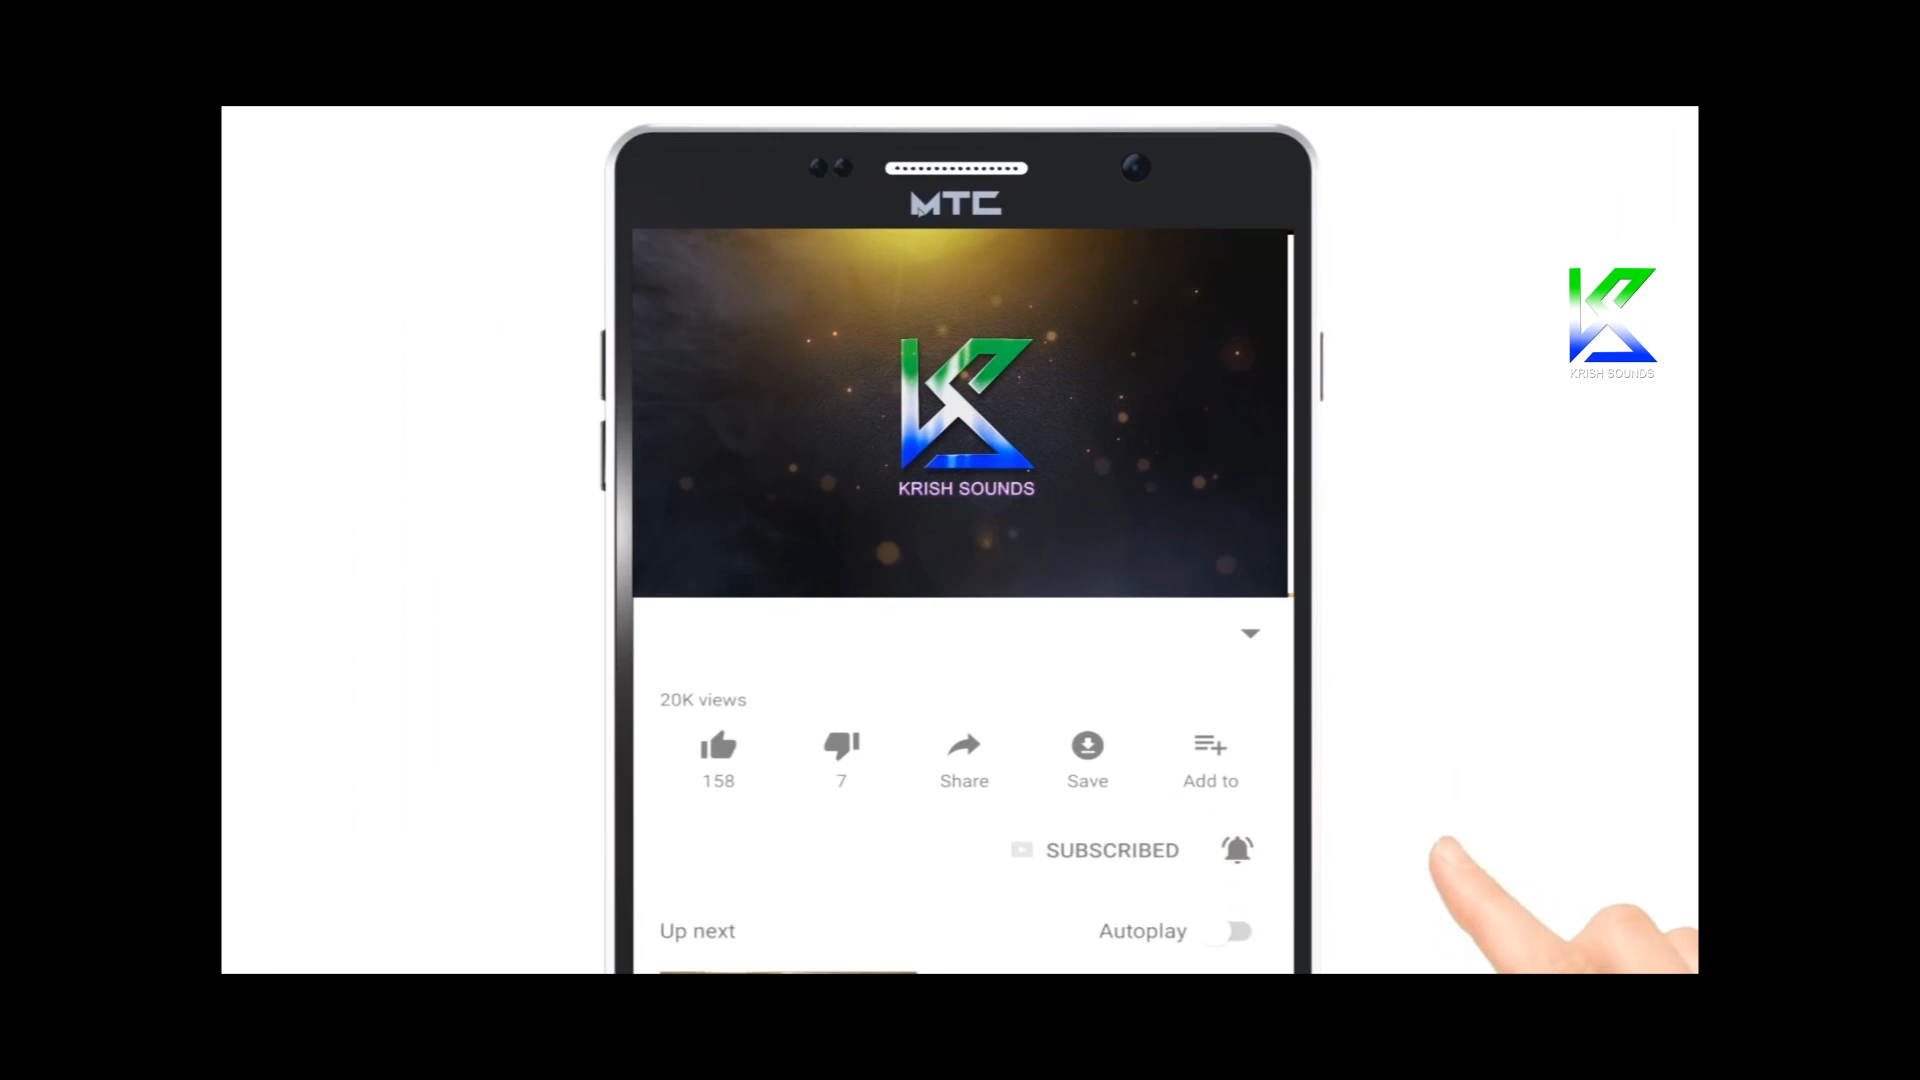 MTC
KRISH SOUNDS
KRISH SOUNDS
20K views
158
7
Share
Save
Add to
SUBSCRIBED
Up next
Autoplay